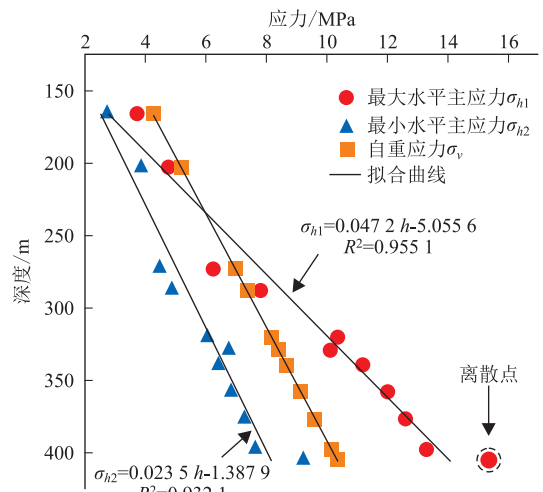 应力/MPa
2 4 6 8 10 12 14 16
150
200
250
300
350
400
深度/m
最大水平主应力σh1
最小水平主应力σh2
自重应力σv
拟合曲线
σh1=0.047 2 h-5.055 6
R²=0.955 1
离散点
σh2=0.023 5 h-1.387 9